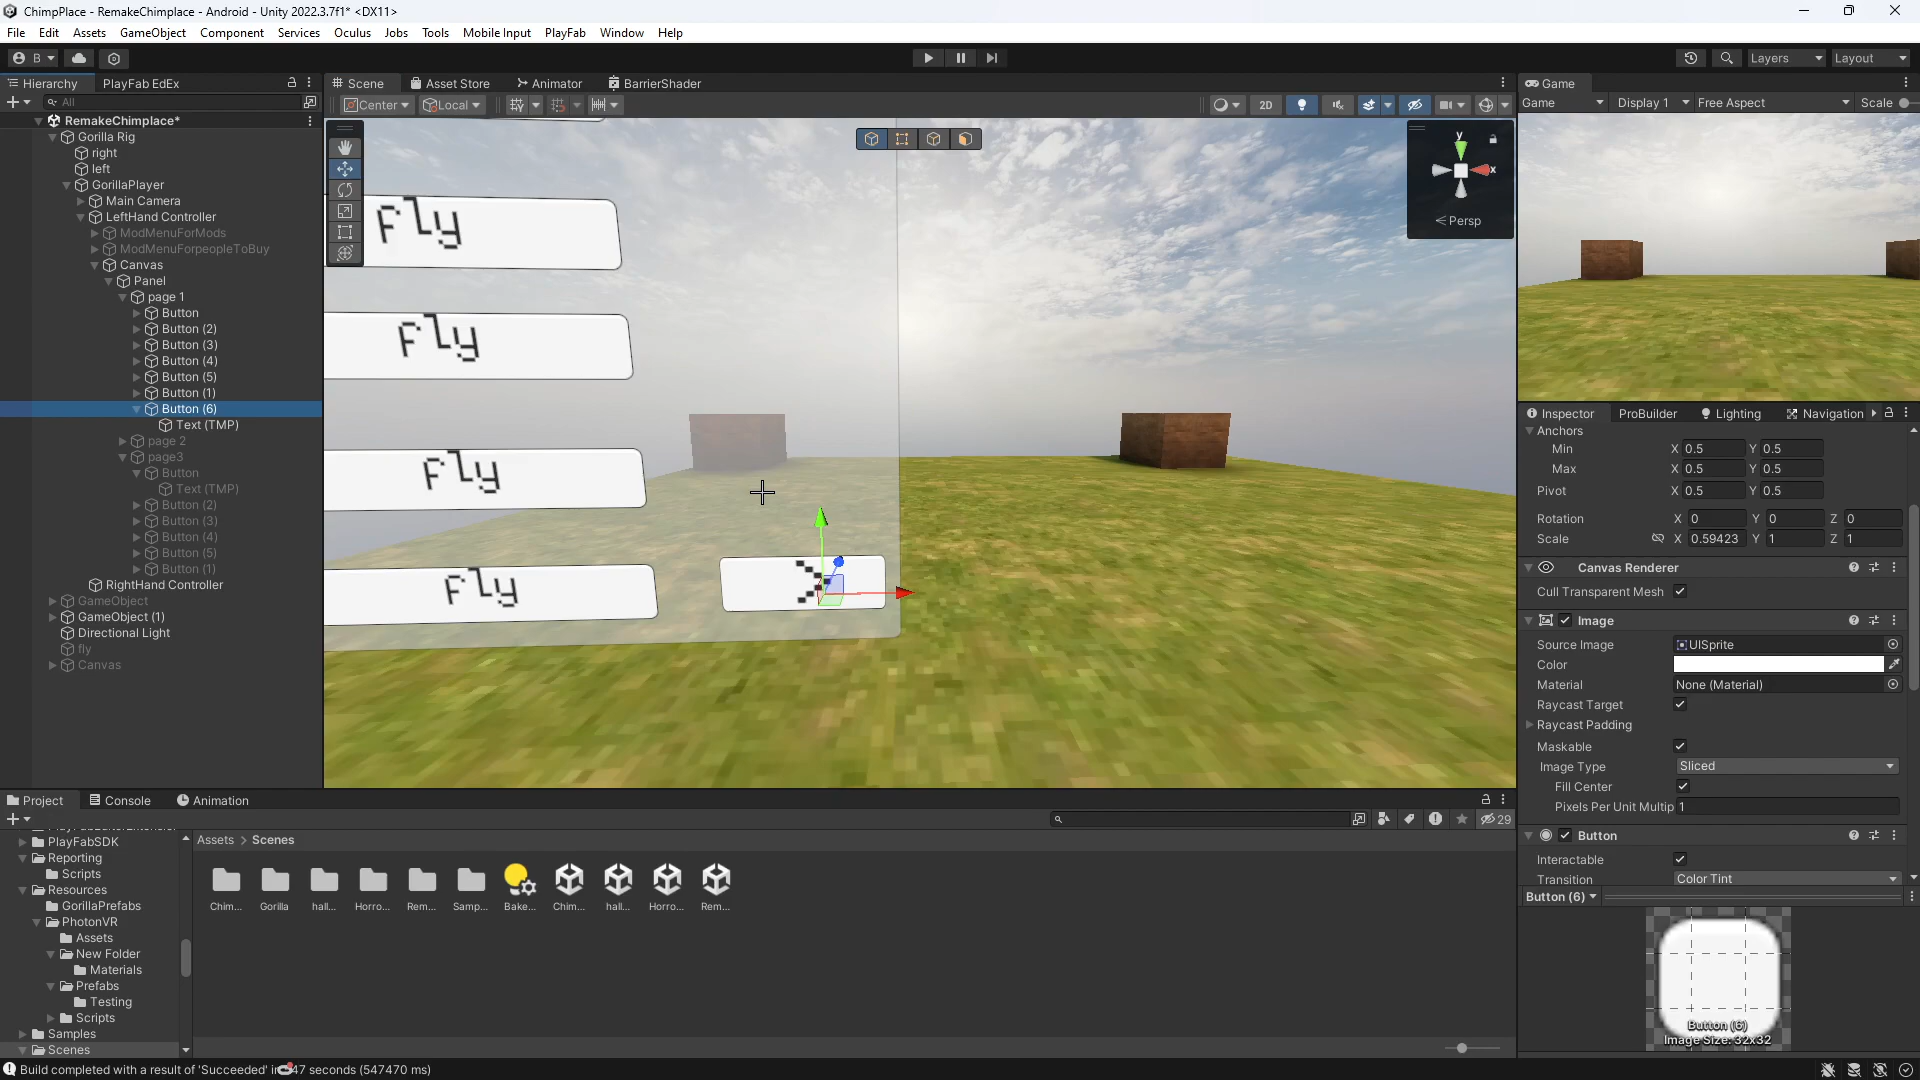 ChimpPlace - RemakeChimplace - Android - Unity 2022.3.7f1* <DX11>
File Edit Assets GameObject Component Services Oculus Jobs Tools Mobile Input PlayFab Window Help
B Layers Layout
Hierarchy PlayFab EdEx
All
RemakeChimplace*
Gorilla Rig
right
left
GorillaPlayer
Main Camera
LeftHand Controller
ModMenuForMods
ModMenuForpeopleToBuy
Canvas
Panel
page 1
Button
Button (2)
Button (3)
Button (4)
Button (5)
Button (1)
Button (6)
Text (TMP)
page 2
page3
Button
Text (TMP)
Button (2)
Button (3)
Button (4)
Button (5)
Button (1)
RightHand Controller
GameObject
GameObject (1)
Directional Light
fly
Canvas
Scene Asset Store Animator BarrierShader
Center Local 2D
fly
fly
fly
fly >
y
x
Persp
Game
Game Display 1 Free Aspect Scale
Inspector ProBuilder Lighting Navigation
Anchors
Min X 0.5 Y 0.5
Max X 0.5 Y 0.5
Pivot X 0.5 Y 0.5
Rotation X 0 Y 0 Z 0
Scale X 0.59423 Y 1 Z 1
Canvas Renderer
Cull Transparent Mesh
Image
Source Image UISprite
Color
Material None (Material)
Raycast Target
Raycast Padding
Maskable
Image Type Sliced
Fill Center
Pixels Per Unit Multip 1
Button
Interactable
Transition Color Tint
Button (6)
Button (6)
Image Size: 32x32
Project Console Animation
29
PlayFabSDK
Reporting
Scripts
Resources
GorillaPrefabs
PhotonVR
Assets
New Folder
Materials
Prefabs
Testing
Scripts
Samples
Scenes
Assets > Scenes
Chim... Gorilla hall... Horro... Rem... Samp... Bake... Chim... hall... Horro... Rem...
Build completed with a result of 'Succeeded' in 547 seconds (547470 ms)